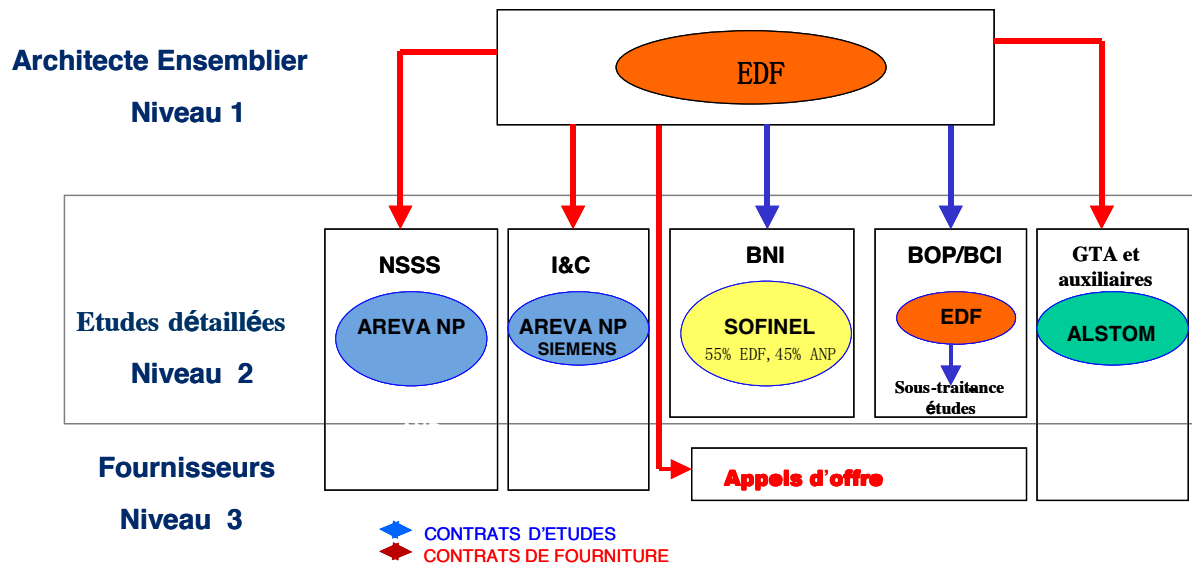 EDF
Architecte Ensemblier
Niveau 1
NSSS
I&C
BNI
BOP/BCI
GTA et
auxiliaires
Etudes détaillées
Niveau 2
AREVA NP
AREVA NP
SIEMENS
SOFINEL
55% EDF, 45% ANP
EDF
Sous-traitance
études
ALSTOM
Fournisseurs
Niveau 3
Appels d'offre
CONTRATS D'ETUDES
CONTRATS DE FOURNITURE